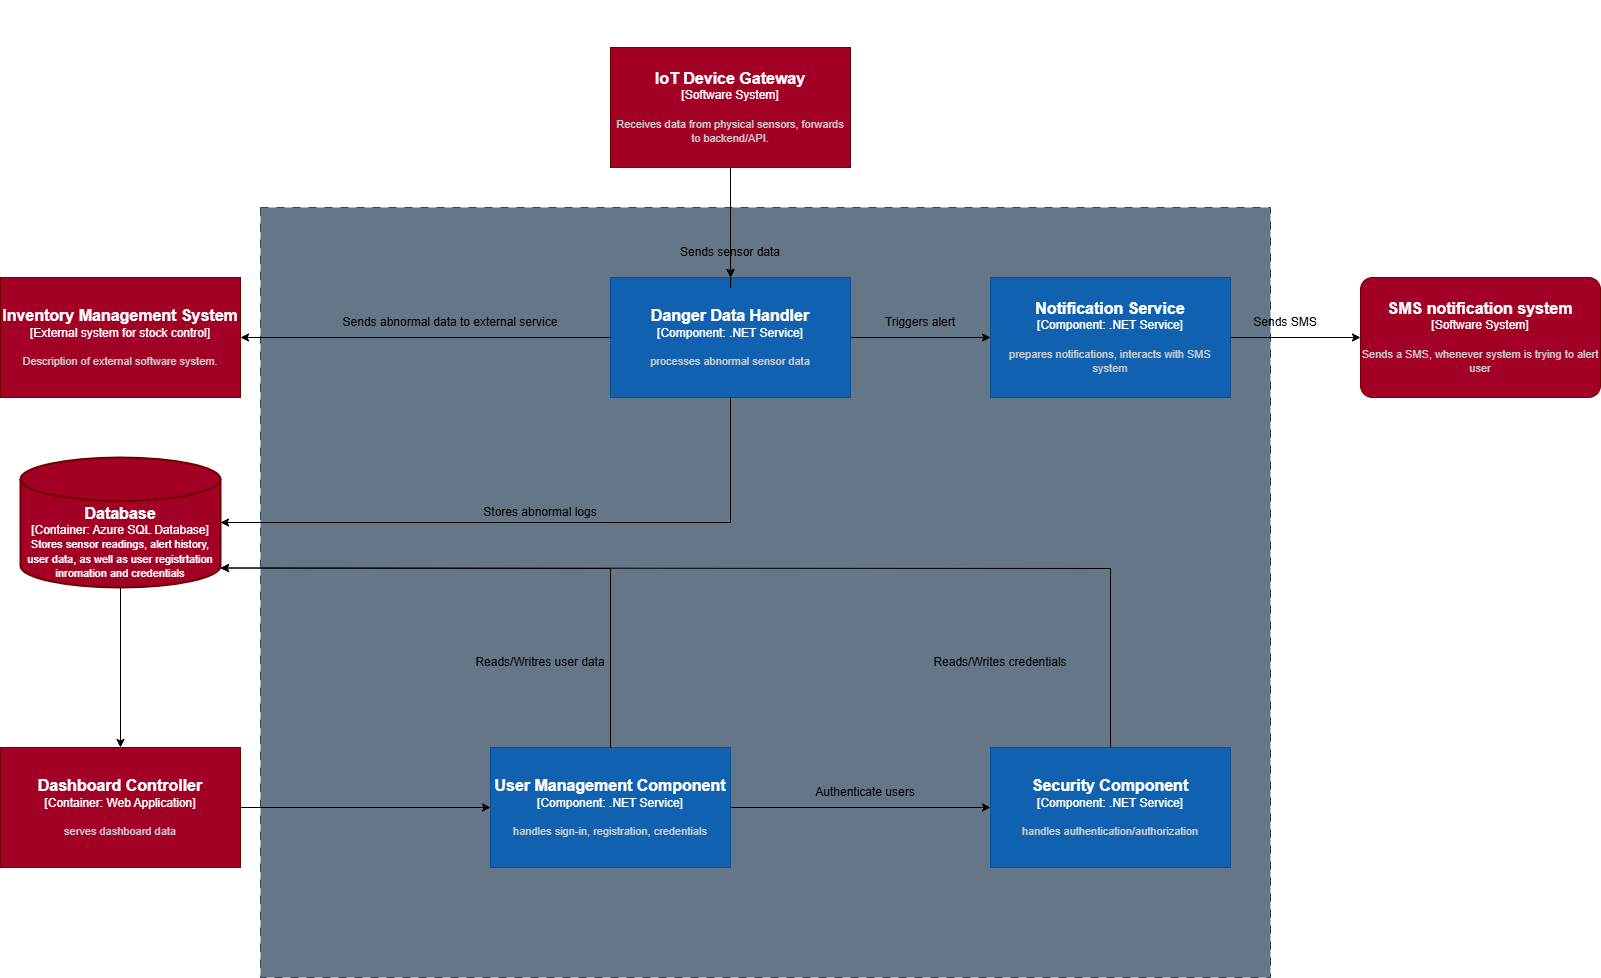 IoT Device Gateway
[Software System]
Receives data from physical sensors, forwards
to backend/API.
Sends sensor data
Inventory Management System
[External system for stock control]
Description of external software system.
Sends abnormal data to external service
Danger Data Handler
[Component: .NET Service]
processes abnormal sensor data
Triggers alert
Notification Service
[Component: .NET Service]
prepares notifications, interacts with SMS
system
Sends SMS
SMS notification system
[Software System]
Sends a SMS, whenever system is trying to alert
user
Database
[Container: Azure SQL Database]
Stores sensor readings, alert history,
user data, as well as user registrtation
inromation and credentials
Stores abnormal logs
Reads/Writres user data
Reads/Writes credentials
Dashboard Controller
[Container: Web Application]
serves dashboard data
User Management Component
[Component: .NET Service]
handles sign-in, registration, credentials
Authenticate users
Security Component
[Component: .NET Service]
handles authentication/authorization